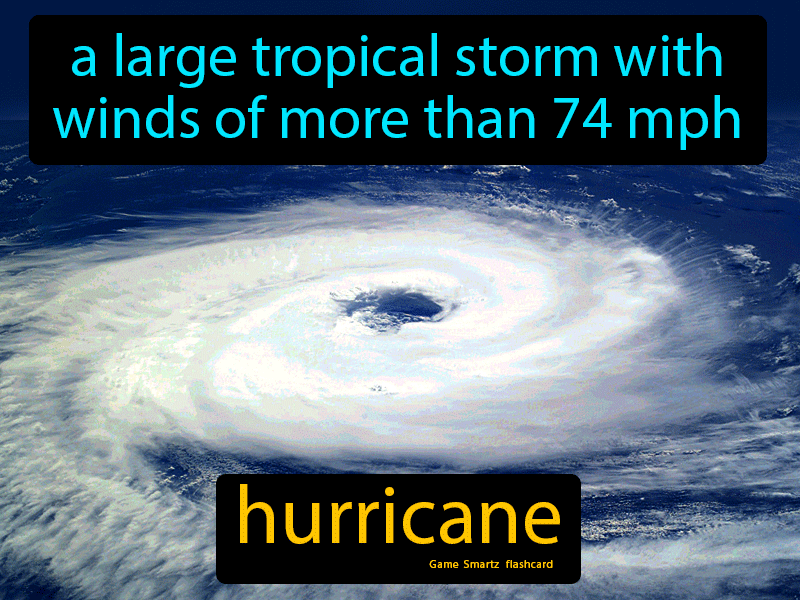 a large tropical storm with
winds of more than 74 mph
hurricane
Game Smartz flashcard